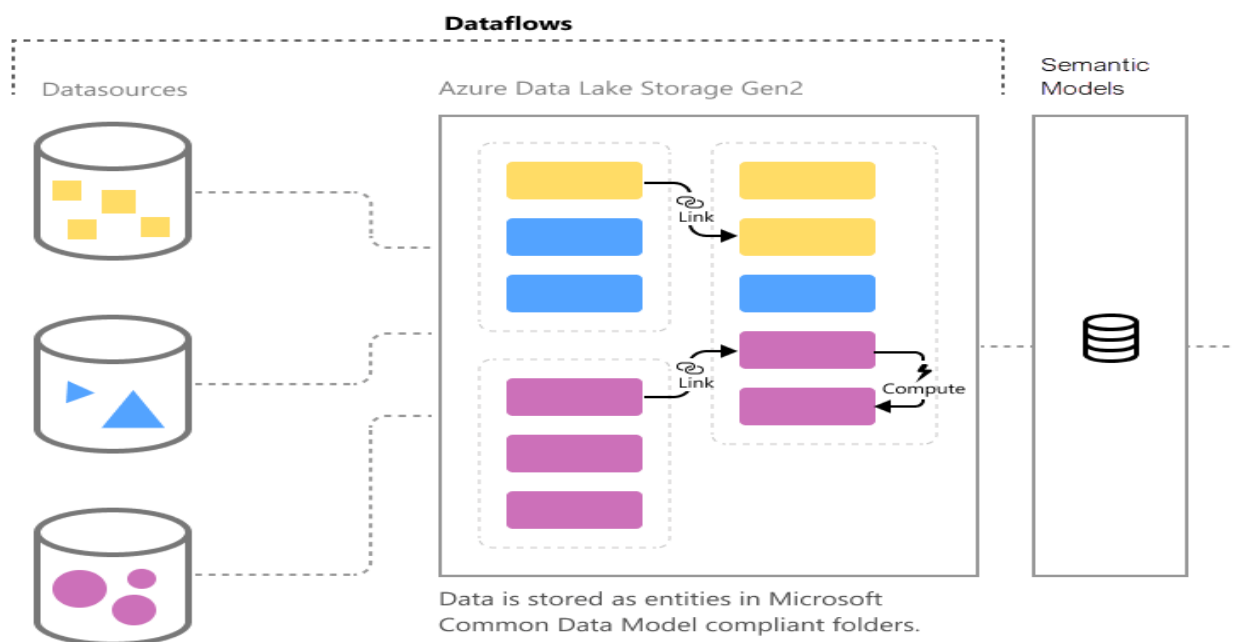 Dataflows
Datasources
Azure Data Lake Storage Gen2
Semantic
Models
Link
Link
Compute
Data is stored as entities in Microsoft
Common Data Model compliant folders.